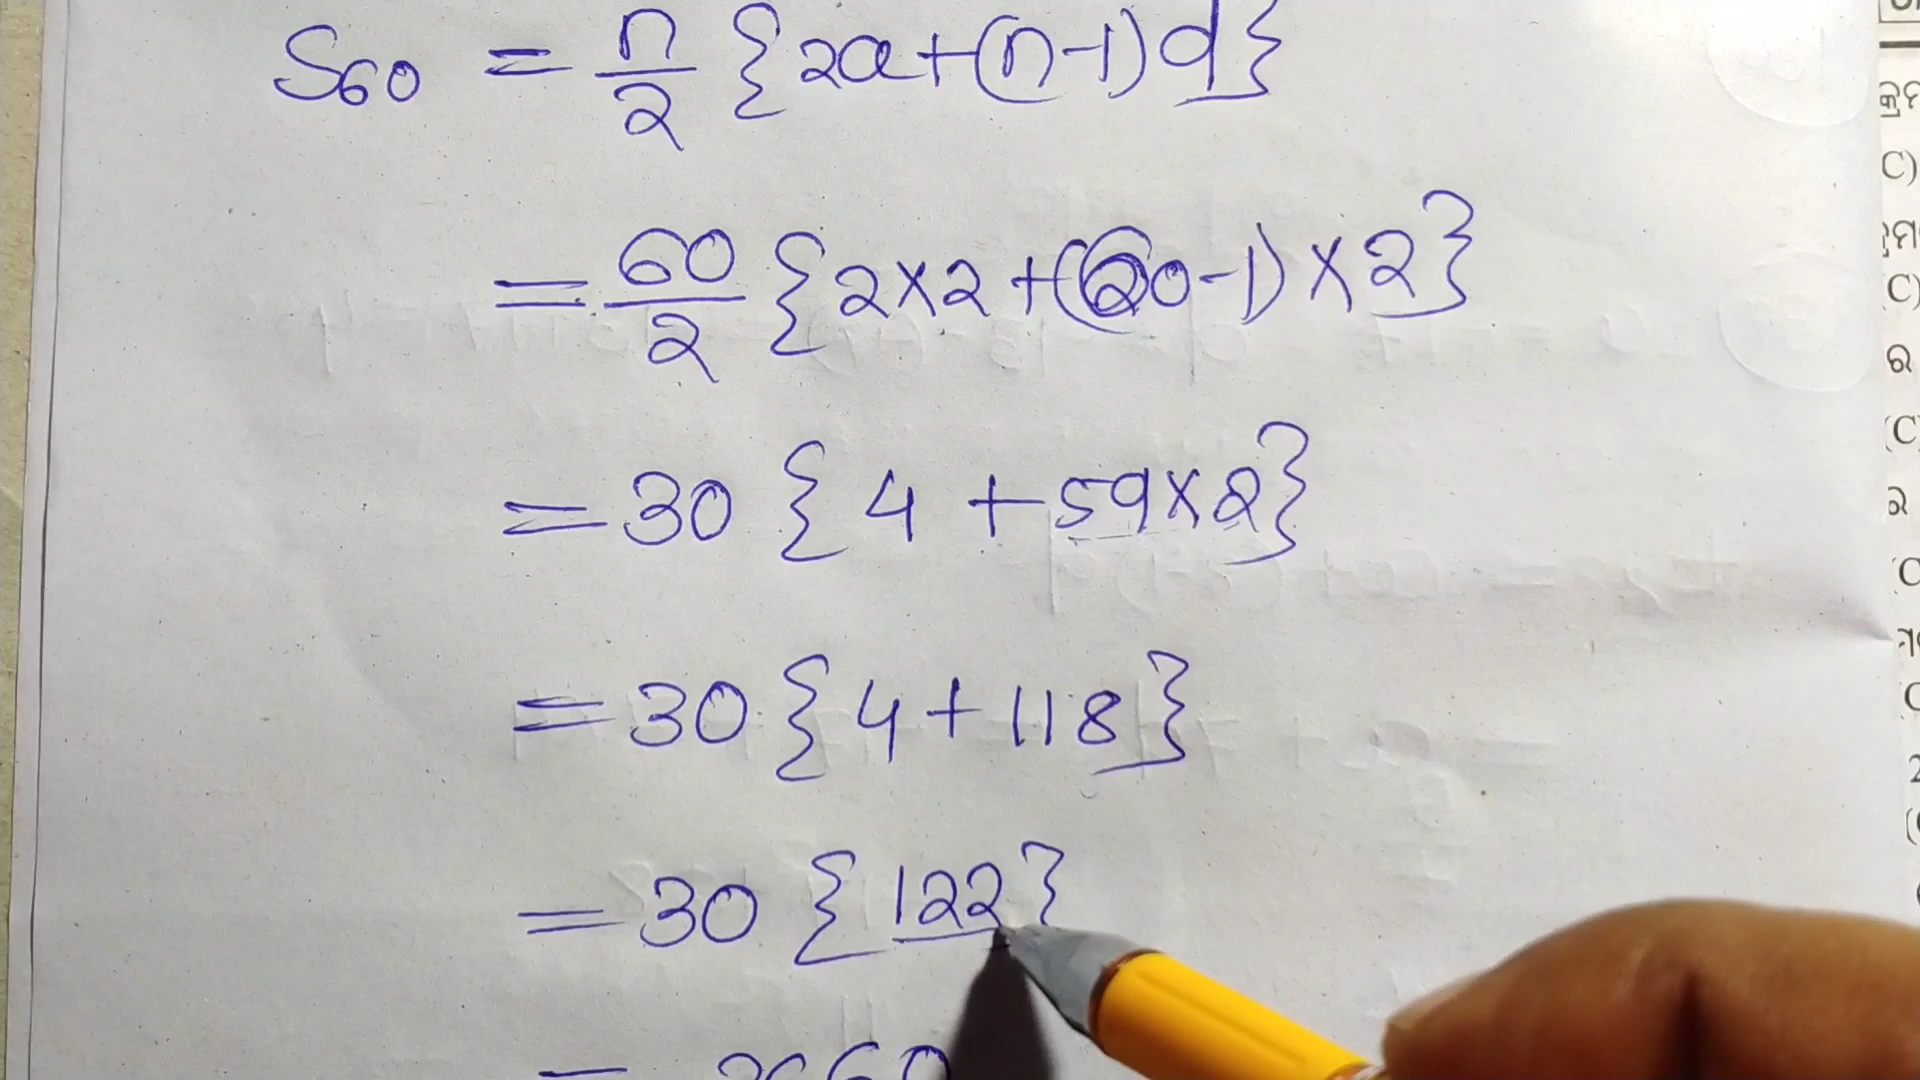 S₆₀ = n/2 {2a+(n-1)d}
= 60/2 {2×2+(60-1)×2}
= 30 {4+59×2}
= 30 {4+118}
= 30 {122}
= 3660
C)
(C)
ର
(C
ର
(C